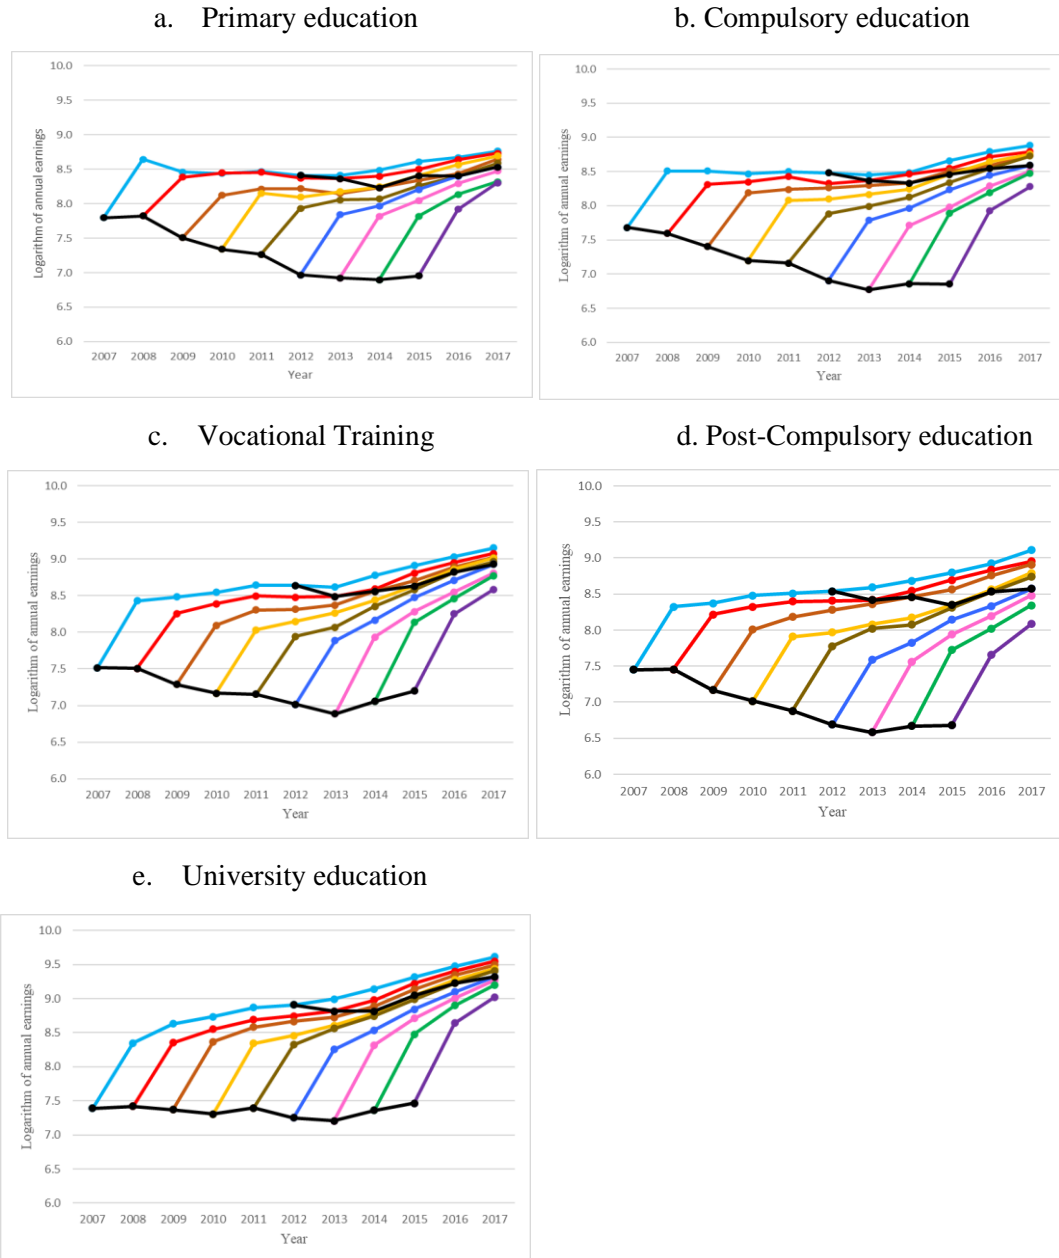 a. Primary education
10.0
9.5
9.0
8.5
8.0
7.5
7.0
6.5
6.0
Logarithm of annual earnings
2007 2008 2009 2010 2011 2012 2013 2014 2015 2016 2017
Year
b. Compulsory education
10.0
9.5
9.0
8.5
8.0
7.5
7.0
6.5
6.0
Logarithm of annual earnings
2007 2008 2009 2010 2011 2012 2013 2014 2015 2016 2017
Year
c. Vocational Training
10.0
9.5
9.0
8.5
8.0
7.5
7.0
6.5
6.0
Logarithm of annual earnings
2007 2008 2009 2010 2011 2012 2013 2014 2015 2016 2017
Year
d. Post-Compulsory education
10.0
9.5
9.0
8.5
8.0
7.5
7.0
6.5
6.0
Logarithm of annual earnings
2007 2008 2009 2010 2011 2012 2013 2014 2015 2016 2017
Year
e. University education
10.0
9.5
9.0
8.5
8.0
7.5
7.0
6.5
6.0
Logarithm of annual earnings
2007 2008 2009 2010 2011 2012 2013 2014 2015 2016 2017
Year